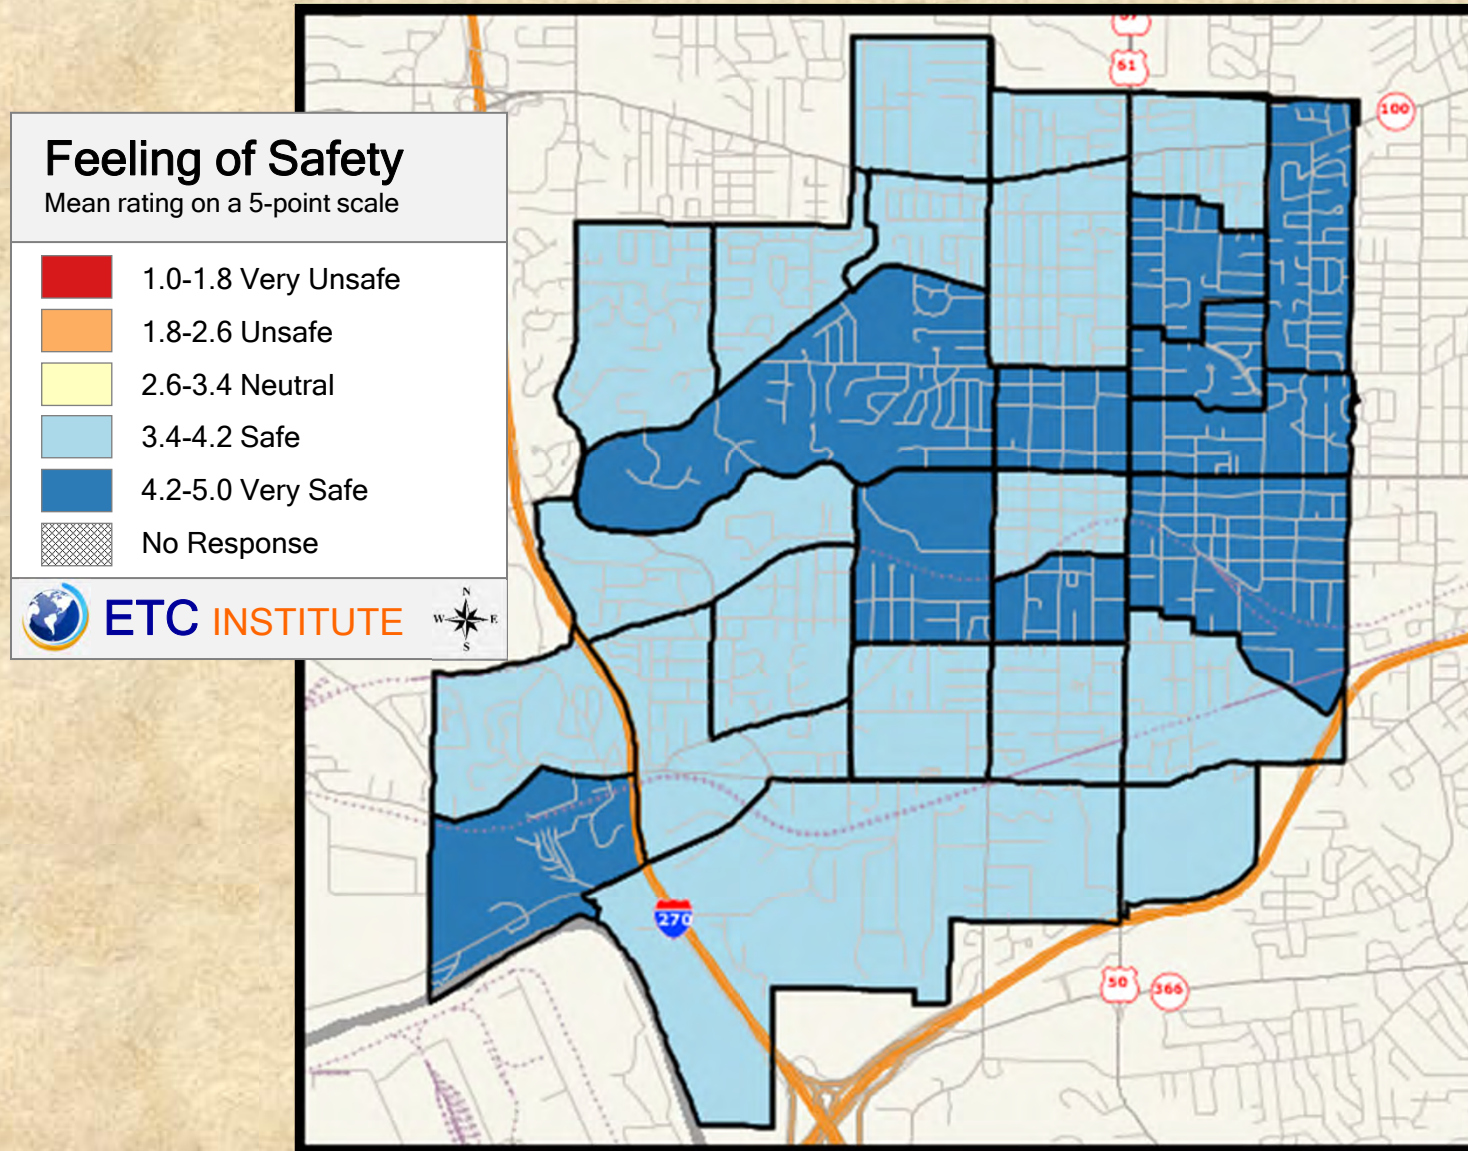 Feeling of Safety
Mean rating on a 5-point scale
1.0-1.8 Very Unsafe
1.8-2.6 Unsafe
2.6-3.4 Neutral
3.4-4.2 Safe
4.2-5.0 Very Safe
No Response
ETC INSTITUTE
N
W E
S
61
100
270
50
366